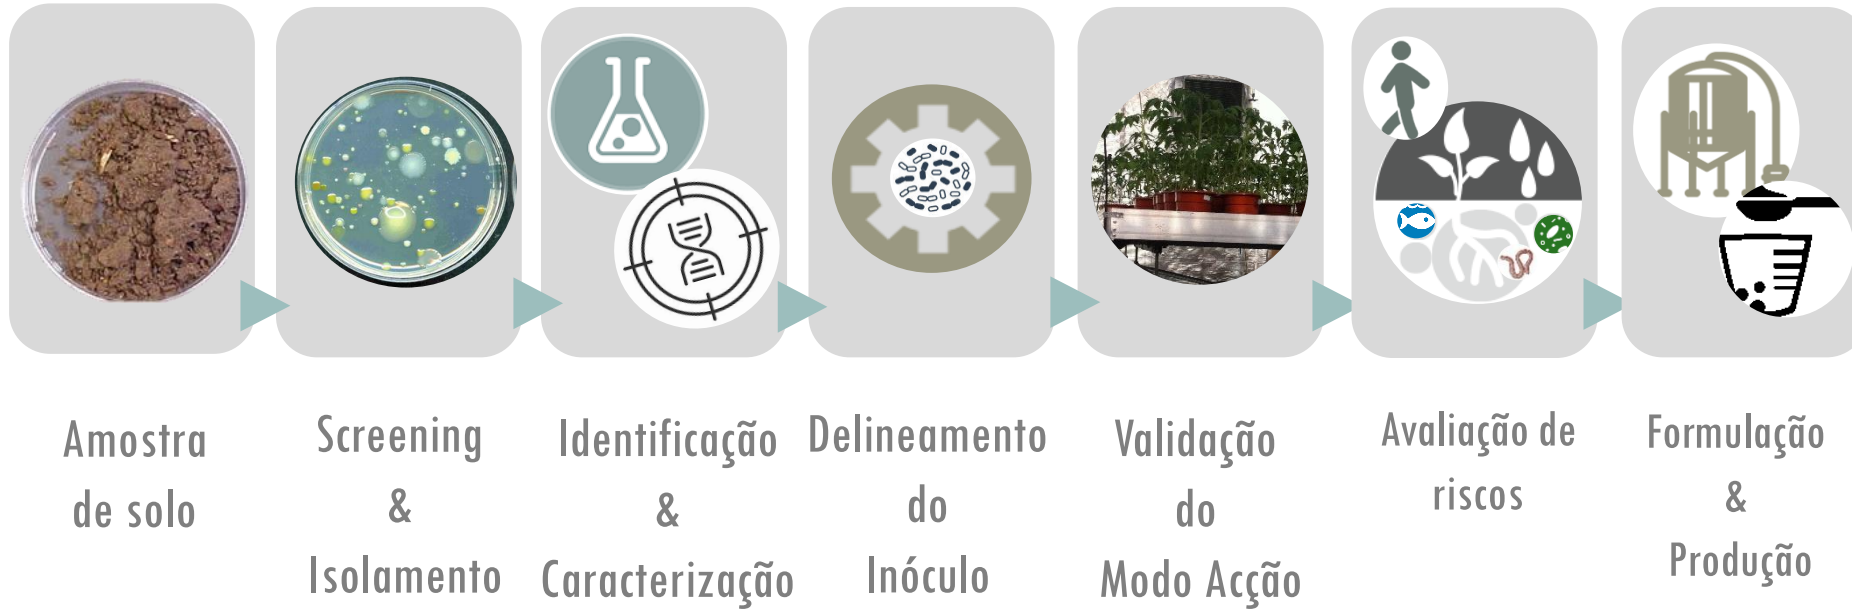 Amostra
de solo
Screening
&
Isolamento
Identificação
&
Caracterização
Delineamento
do
Inóculo
Validação
do
Modo Acção
Avaliação de
riscos
Formulação
&
Produção